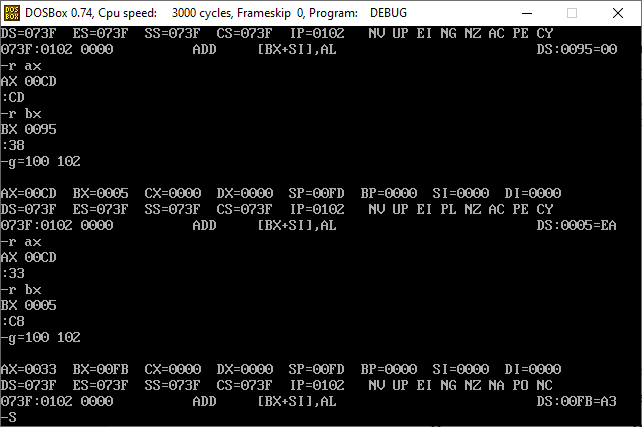 DOS
BOX
DOSBox 0.74, Cpu speed: 3000 cycles, Frameskip 0, Program: DEBUG
DS=073F ES=073F SS=073F CS=073F IP=0102 NV UP EI NG NZ AC PE CY
073F:0102 0000 ADD [BX+SI],AL DS:0095=00
-r ax
AX 00CD
:CD
-r bx
BX 0095
:38
-g=100 102
AX=00CD BX=0005 CX=0000 DX=0000 SP=00FD BP=0000 SI=0000 DI=0000
DS=073F ES=073F SS=073F CS=073F IP=0102 NV UP EI PL NZ AC PE CY
073F:0102 0000 ADD [BX+SI],AL DS:0005=EA
-r ax
AX 00CD
:33
-r bx
BX 0005
:C8
-g=100 102
AX=0033 BX=00FB CX=0000 DX=0000 SP=00FD BP=0000 SI=0000 DI=0000
DS=073F ES=073F SS=073F CS=073F IP=0102 NV UP EI NG NZ NA PO NC
073F:0102 0000 ADD [BX+SI],AL DS:00FB=A3
-S